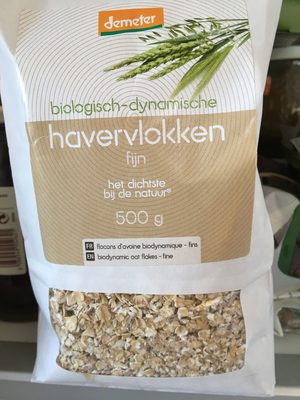 demeter
biologisch-dynamische
havervlokken
fijn
het dichtste
bij de natuur®
500 g
FR flocons d'avoine biodynamique - fins
EN biodynamic oat flakes - fine